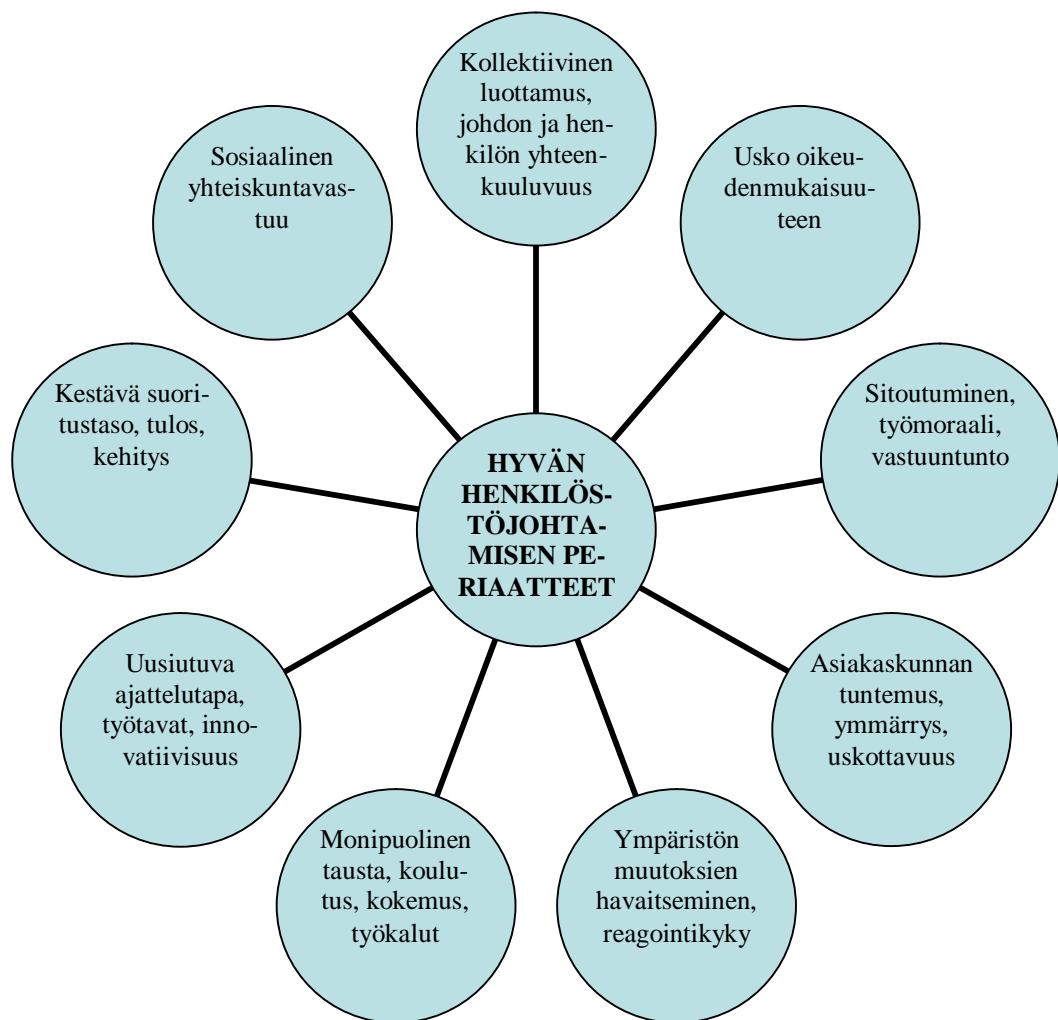 Kollektiivinen
luottamus,
johdon ja hen-
kilön yhteen-
kuuluvuus
Usko oikeu-
denmukaisuu-
teen
Sitoutuminen,
työmoraali,
vastuuntunto
Asiakaskunnan
tuntemus,
ymmärrys,
uskottavuus
Ympäristön
muutoksien
havaitseminen,
reagointikyky
Monipuolinen
tausta, koulu-
tus, kokemus,
työkalut
Uusiutuva
ajattelutapa,
työtavat, inno-
vatiivisuus
Kestävä suori-
tustaso, tulos,
kehitys
Sosiaalinen
yhteiskuntavas-
tuu
HYVÄN
HENKILÖS-
TÖJOHTA-
MISEN PE-
RIAATTEET